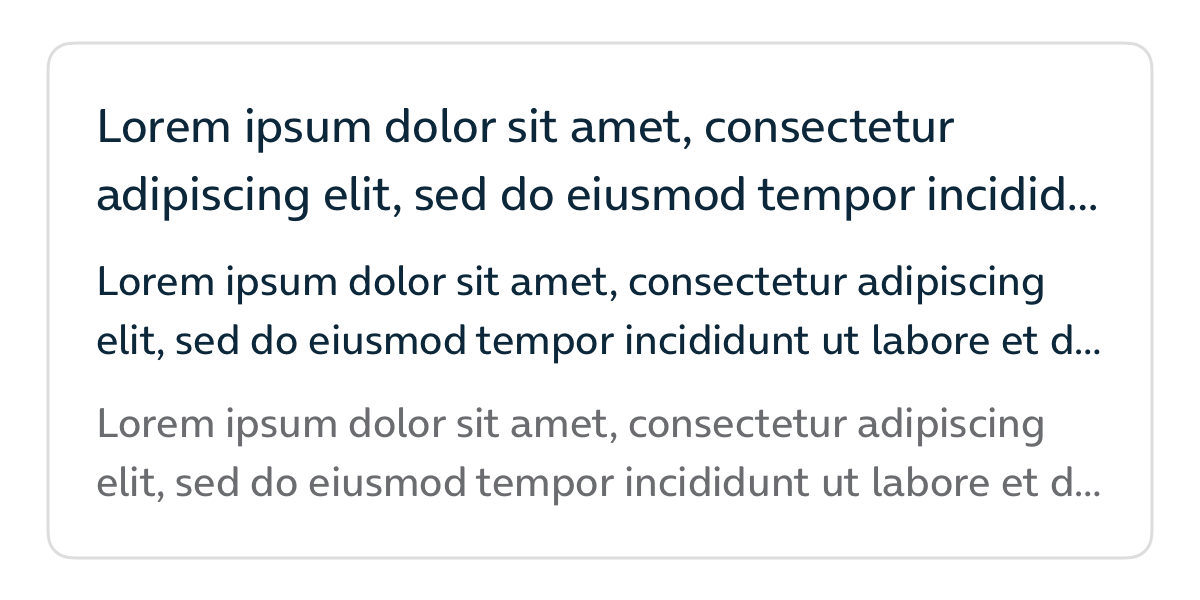 Lorem ipsum dolor sit amet, consectetur
adipiscing elit, sed do eiusmod tempor incidid...
Lorem ipsum dolor sit amet, consectetur adipiscing
elit, sed do eiusmod tempor incididunt ut labore et d...
Lorem ipsum dolor sit amet, consectetur adipiscing
elit, sed do eiusmod tempor incididunt ut labore et d...